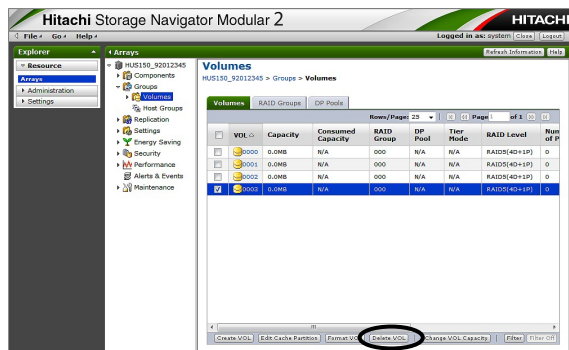 Hitachi Storage Navigator Modular 2
HITACHI
File Go Help
Logged in as: system Close Logout
Explorer
Arrays
Refresh Information Help
Resource
Arrays
Administration
Settings
HUS150_92012345
Components
Groups
Volumes
Host Groups
Replication
Settings
Energy Saving
Security
Performance
Alerts & Events
Maintenance
Volumes
HUS150_92012345 > Groups > Volumes
Volumes RAID Groups DP Pools
Rows/Page: 25 Page 1 of 1
VOL Capacity Consumed Capacity RAID Group DP Pool Tier Mode RAID Level Num of P
0000 0.0MB N/A 000 N/A N/A RAID5(4D+1P) 0
0001 0.0MB N/A 000 N/A N/A RAID5(4D+1P) 0
0002 0.0MB N/A 000 N/A N/A RAID5(4D+1P) 0
0002 0.0MB N/A 000 N/A N/A RAID5(4D+1P) 0
Create VOL Edit Cache Partition Format VOL Delete VOL Change VOL Capacity Filter Filter Off